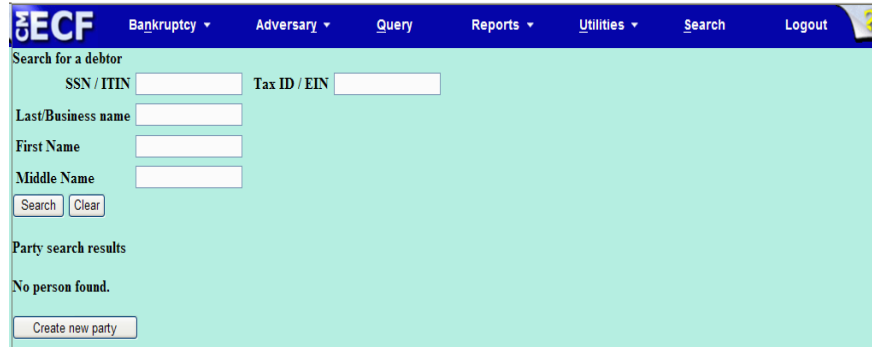 CM ECF Bankruptcy Adversary Query Reports Utilities Search Logout
Search for a debtor
SSN / ITIN Tax ID / EIN
Last/Business name
First Name
Middle Name
Search Clear
Party search results
No person found.
Create new party